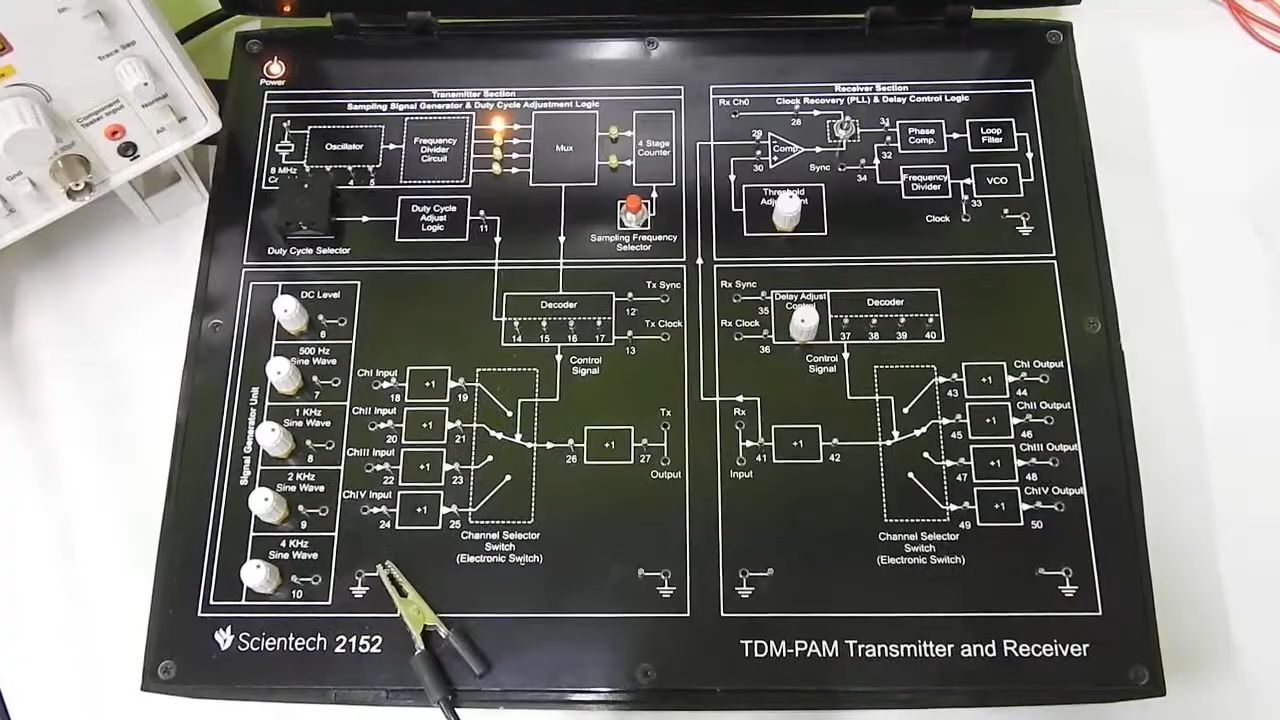 Trace Sep
Component
Tester Input
Normal
Gnd
Power
Transmitter Section
Sampling Signal Generator & Duty Cycle Adjustment Logic
Oscillator
Frequency
Divider
Circuit
Mux
4 Stage
Counter
8 MHz
4
5
Duty Cycle
Adjust
Logic
11
Duty Cycle Selector
Sampling Frequency
Selector
Receiver Section
Clock Recovery (PLL) & Delay Control Logic
Rx Ch0
28
29
30
Comp.
31
32
Phase
Comp.
Loop
Filter
Sync
34
Frequency
Divider
VCO
33
Clock
Threshold
DC Level
6
500 Hz
Sine Wave
7
1 KHz
Sine Wave
8
2 KHz
Sine Wave
9
4 KHz
Sine Wave
10
Signal Generator Unit
Decoder
14
15
16
17
Tx Sync
12
Tx Clock
13
Control
Signal
ChI Input
18
+1
19
ChII Input
20
+1
21
ChIII Input
22
+1
23
ChIV Input
24
+1
25
26
+1
27
Tx
Output
Channel Selector
Switch
(Electronic Switch)
Rx Sync
35
Rx Clock
36
Delay Adjust
Decoder
37
38
39
40
Control
Signal
Rx
Input
41
+1
42
43
+1
44
ChI Output
45
+1
46
ChII Output
47
+1
48
ChIII Output
49
+1
50
ChIV Output
Channel Selector
Switch
(Electronic Switch)
Scientech 2152
TDM-PAM Transmitter and Receiver